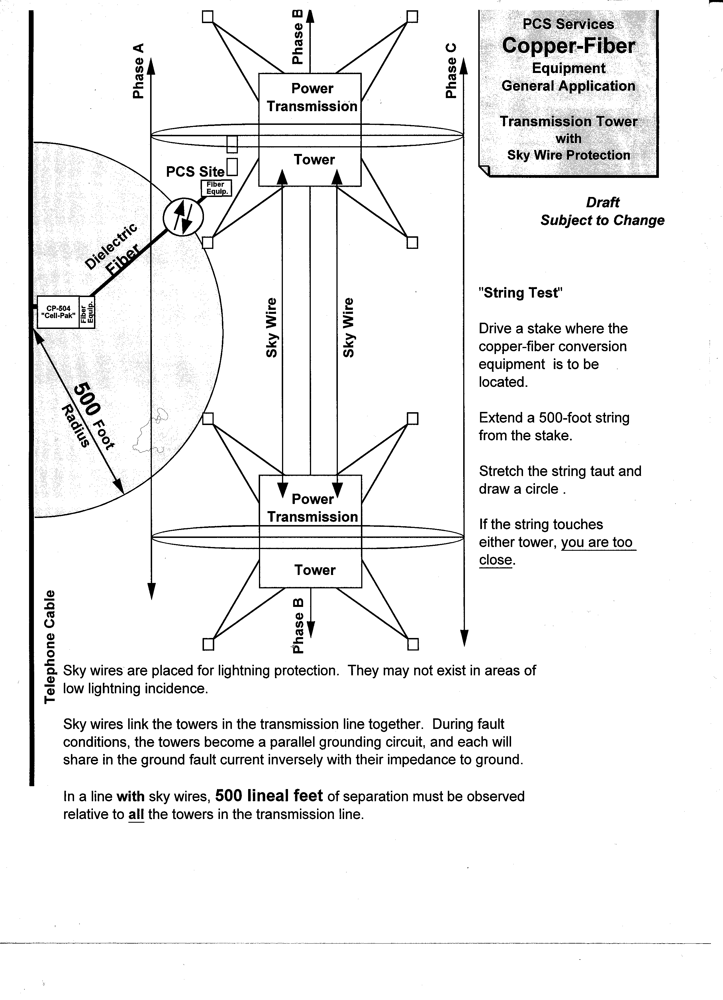 PCS Services
Copper-Fiber
Equipment
General Application
Transmission Tower
with
Sky Wire Protection
Draft
Subject to Change
Phase A
Phase B
Phase C
Power
Transmission
Tower
PCS Site
Fiber
Equip.
Dielectric
Fiber
CP-504
"Cell-Pak"
Fiber
Equip.
Sky Wire
Sky Wire
500 Foot
Radius
Power
Transmission
Tower
Phase B
Telephone Cable
"String Test"
Drive a stake where the
copper-fiber conversion
equipment is to be
located.
Extend a 500-foot string
from the stake.
Stretch the string taut and
draw a circle .
If the string touches
either tower, you are too
close.
Sky wires are placed for lightning protection. They may not exist in areas of
low lightning incidence.
Sky wires link the towers in the transmission line together. During fault
conditions, the towers become a parallel grounding circuit, and each will
share in the ground fault current inversely with their impedance to ground.
In a line with sky wires, 500 lineal feet of separation must be observed
relative to all the towers in the transmission line.